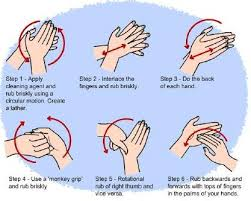 Step 1 - Apply
cleaning agent and
rub briskly using a
circular motion. Create
a lather.
Step 2 - Interlace the
fingers and rub briskly
Step 3 - Do the back
of each hand.
Step 4 - Use a 'monkey grip'
and rub briskly
Step 5 - Rotational
rub of right thumb and
vice versa.
Step 6 - Rub backwards and
forwards with tops of fingers
in the palms of your hands.